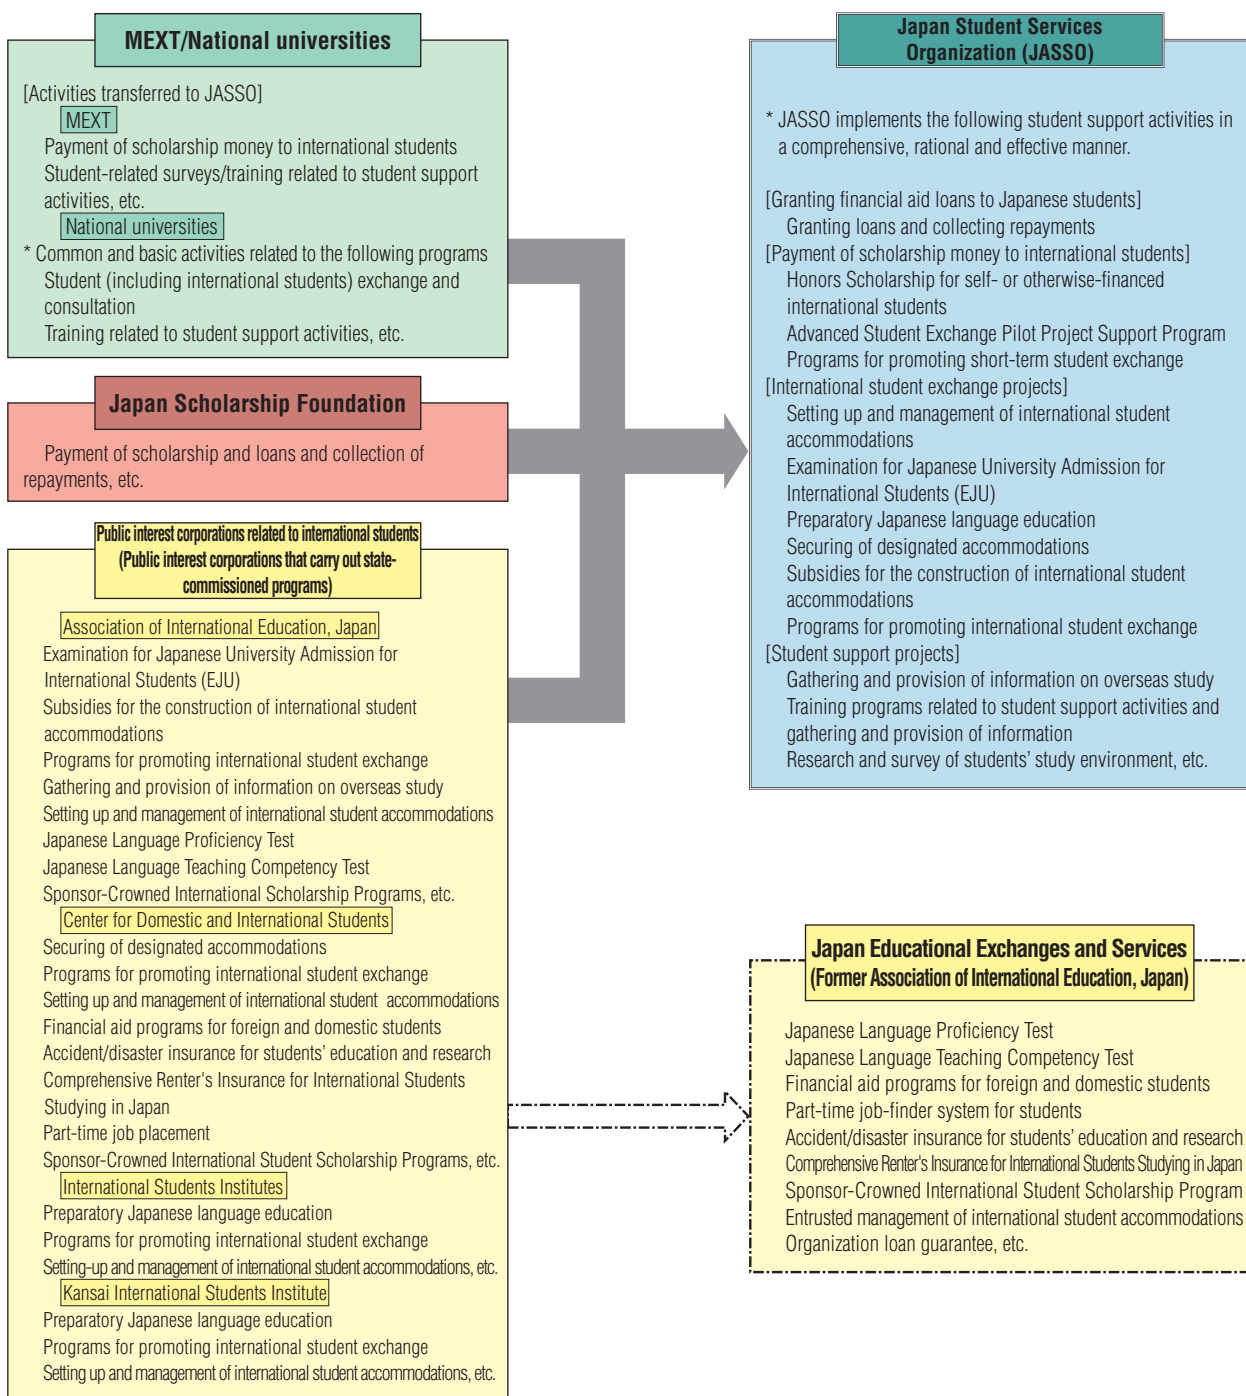 MEXT/National universities
[Activities transferred to JASSO]
MEXT
Payment of scholarship money to international students
Student-related surveys/training related to student support
activities, etc.
National universities
* Common and basic activities related to the following programs
Student (including international students) exchange and
consultation
Training related to student support activities, etc.
Japan Scholarship Foundation
Payment of scholarship and loans and collection of
repayments, etc.
Public interest corporations related to international students
(Public interest corporations that carry out state-
commissioned programs)
Association of International Education, Japan
Examination for Japanese University Admission for
International Students (EJU)
Subsidies for the construction of international student
accommodations
Programs for promoting international student exchange
Gathering and provision of information on overseas study
Setting up and management of international student accommodations
Japanese Language Proficiency Test
Japanese Language Teaching Competency Test
Sponsor-Crowned International Scholarship Programs, etc.
Center for Domestic and International Students
Securing of designated accommodations
Programs for promoting international student exchange
Setting up and management of international student accommodations
Financial aid programs for foreign and domestic students
Accident/disaster insurance for students' education and research
Comprehensive Renter's Insurance for International Students
Studying in Japan
Part-time job placement
Sponsor-Crowned International Student Scholarship Programs, etc.
International Students Institutes
Preparatory Japanese language education
Programs for promoting international student exchange
Setting-up and management of international student accommodations, etc.
Kansai International Students Institute
Preparatory Japanese language education
Programs for promoting international student exchange
Setting up and management of international student accommodations, etc.
Japan Student Services
Organization (JASSO)
* JASSO implements the following student support activities in
a comprehensive, rational and effective manner.
[Granting financial aid loans to Japanese students]
Granting loans and collecting repayments
[Payment of scholarship money to international students]
Honors Scholarship for self- or otherwise-financed
international students
Advanced Student Exchange Pilot Project Support Program
Programs for promoting short-term student exchange
[International student exchange projects]
Setting up and management of international student
accommodations
Examination for Japanese University Admission for
International Students (EJU)
Preparatory Japanese language education
Securing of designated accommodations
Subsidies for the construction of international student
accommodations
Programs for promoting international student exchange
[Student support projects]
Gathering and provision of information on overseas study
Training programs related to student support activities and
gathering and provision of information
Research and survey of students' study environment, etc.
Japan Educational Exchanges and Services
(Former Association of International Education, Japan)
Japanese Language Proficiency Test
Japanese Language Teaching Competency Test
Financial aid programs for foreign and domestic students
Part-time job-finder system for students
Accident/disaster insurance for students' education and research
Comprehensive Renter's Insurance for International Students Studying in Japan
Sponsor-Crowned International Student Scholarship Program
Entrusted management of international student accommodations
Organization loan guarantee, etc.